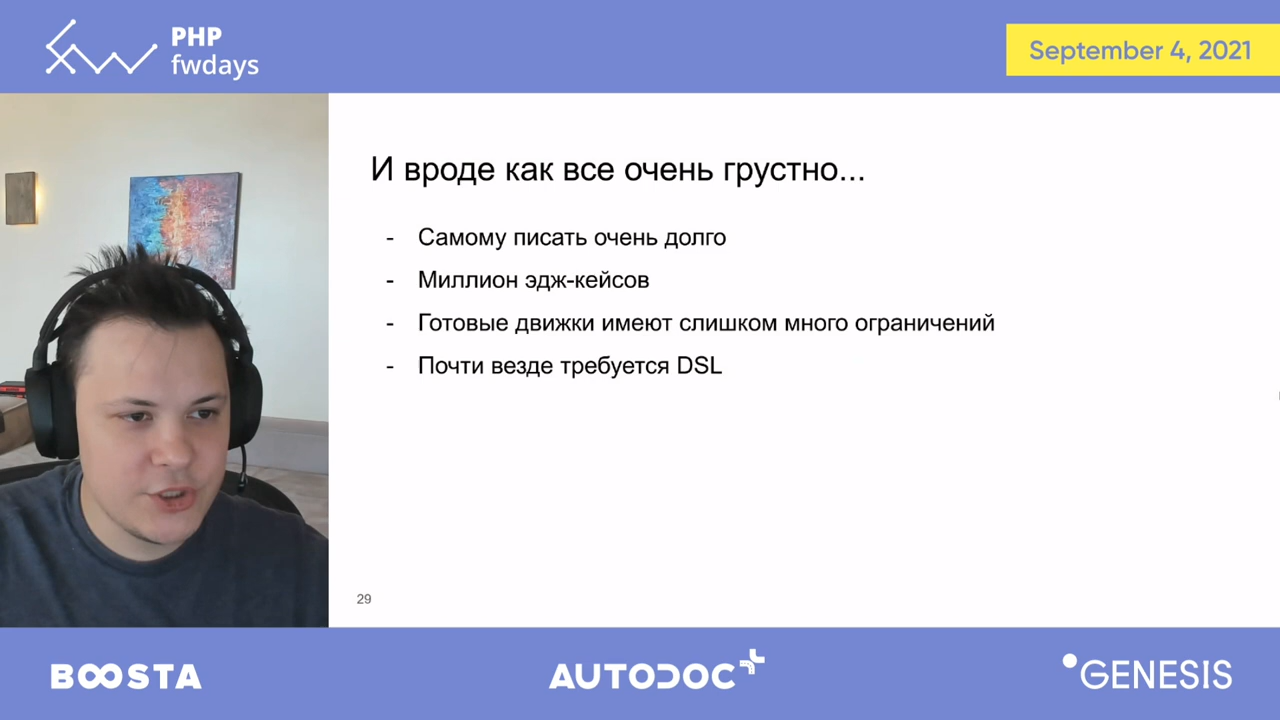 PHP
fwdays
September 4, 2021
И вроде как все очень грустно...
- Самому писать очень долго
- Миллион эдж-кейсов
- Готовые движки имеют слишком много ограничений
- Почти везде требуется DSL
29
BOOSTA
AUTODOC
GENESIS